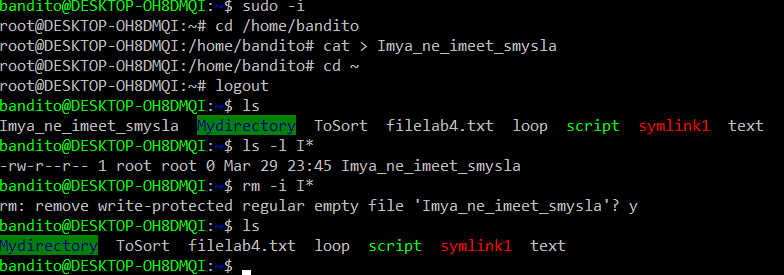 bandito@DESKTOP-OH8DMQI:~$ sudo -i
root@DESKTOP-OH8DMQI:~# cd /home/bandito
root@DESKTOP-OH8DMQI:/home/bandito# cat > Imya_ne_imeet_smysla
root@DESKTOP-OH8DMQI:/home/bandito# cd ~
root@DESKTOP-OH8DMQI:~# logout
bandito@DESKTOP-OH8DMQI:~$ ls
Imya_ne_imeet_smysla  Mydirectory  ToSort  filelab4.txt  loop  script  symlink1  text
bandito@DESKTOP-OH8DMQI:~$ ls -l I*
-rw-r--r-- 1 root root 0 Mar 29 23:45 Imya_ne_imeet_smysla
bandito@DESKTOP-OH8DMQI:~$ rm -i I*
rm: remove write-protected regular empty file 'Imya_ne_imeet_smysla'? y
bandito@DESKTOP-OH8DMQI:~$ ls
Mydirectory  ToSort  filelab4.txt  loop  script  symlink1  text
bandito@DESKTOP-OH8DMQI:~$